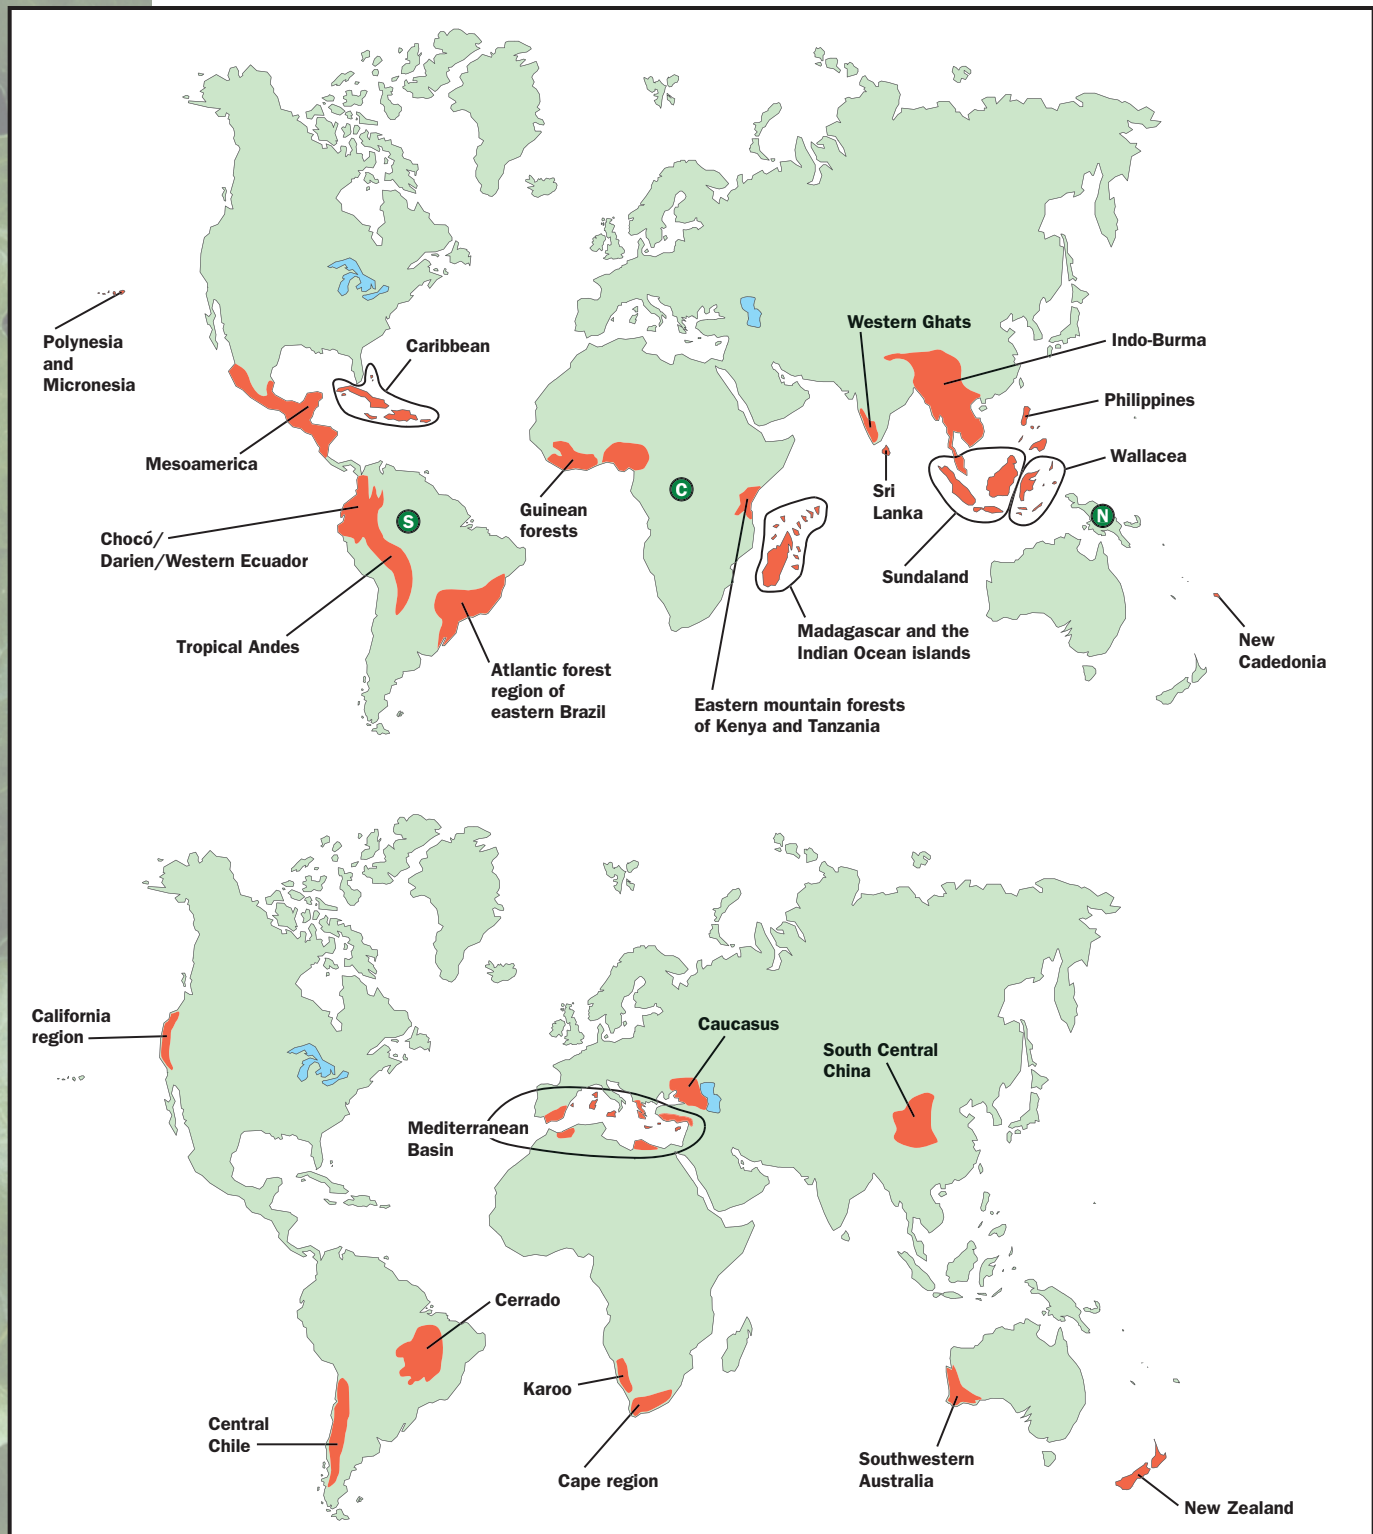 Western Ghats
Indo-Burma
Polynesia
and
Micronesia
Caribbean
Philippines
Mesoamerica
Wallacea
Guinean
forests
C
Sri
Lanka
N
S
Chocó/
Darien/Western Ecuador
Sundaland
Tropical Andes
Madagascar and the
Indian Ocean islands
New
Cadedonia
Atlantic forest
region of
eastern Brazil
Eastern mountain forests
of Kenya and Tanzania
California
region
Caucasus
South Central
China
Mediterranean
Basin
Cerrado
Karoo
Central
Chile
Cape region
Southwestern
Australia
New Zealand